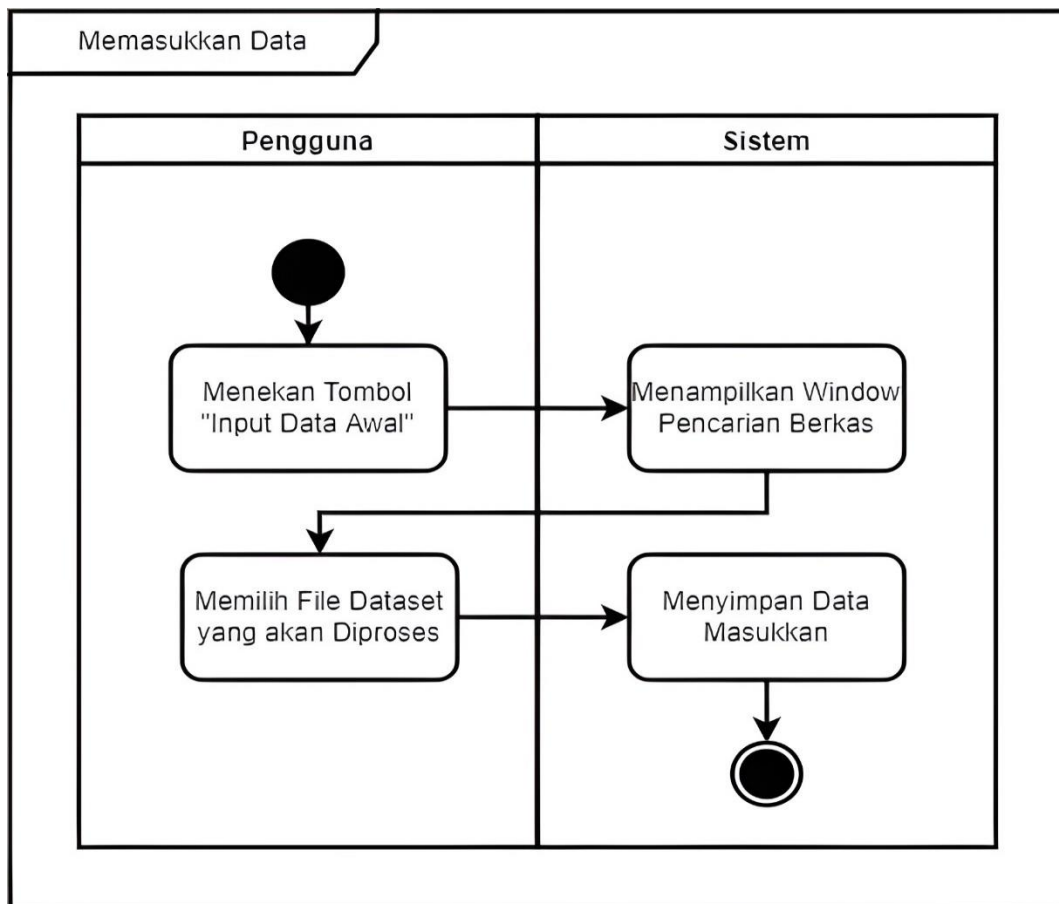 Memasukkan Data
Pengguna
Sistem
Menekan Tombol
"Input Data Awal"
Menampilkan Window
Pencarian Berkas
Memilih File Dataset
yang akan Diproses
Menyimpan Data
Masukkan